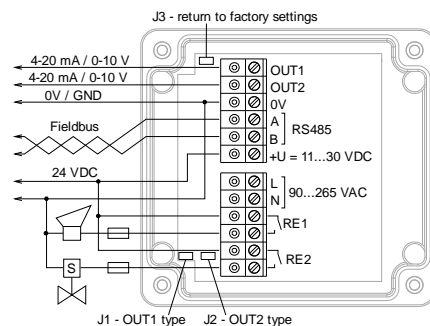 J3 - return to factory settings
4-20 mA / 0-10 V
OUT1
4-20 mA / 0-10 V
OUT2
0V / GND
0V
Fieldbus
A
B
RS485
+U = 11...30 VDC
24 VDC
L
N
90...265 VAC
RE1
RE2
S
J1 - OUT1 type
J2 - OUT2 type